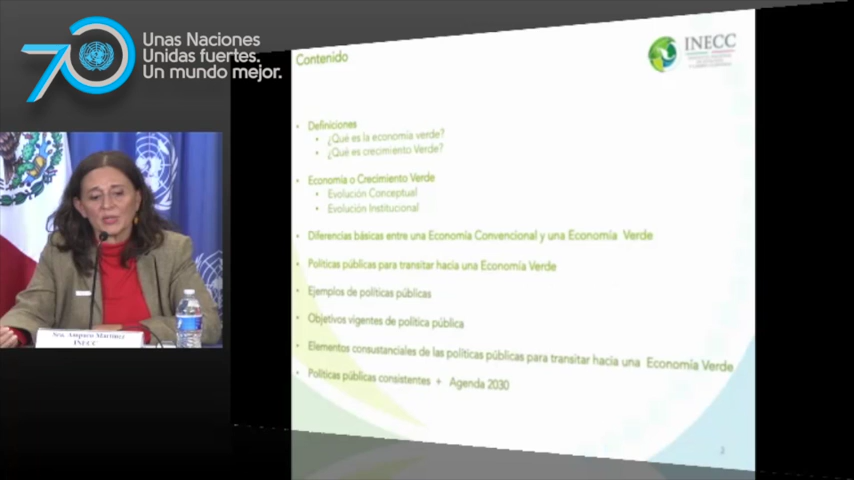 70
Unas Naciones
Unidas fuertes.
Un mundo mejor.
Contenido
INECC
• Definiciones
• ¿Qué es la economía verde?
• ¿Qué es crecimiento Verde?
• Economía o Crecimiento Verde
• Evolución Conceptual
• Evolución Institucional
• Diferencias básicas entre una Economía Convencional y una Economía Verde
• Políticas públicas para transitar hacia una Economía Verde
• Ejemplos de políticas públicas
• Objetivos vigentes de política pública
• Elementos consustanciales de las políticas públicas para transitar hacia una Economía Verde
• Políticas públicas consistentes + Agenda 2030
Sra. Amparo Martínez
INECC